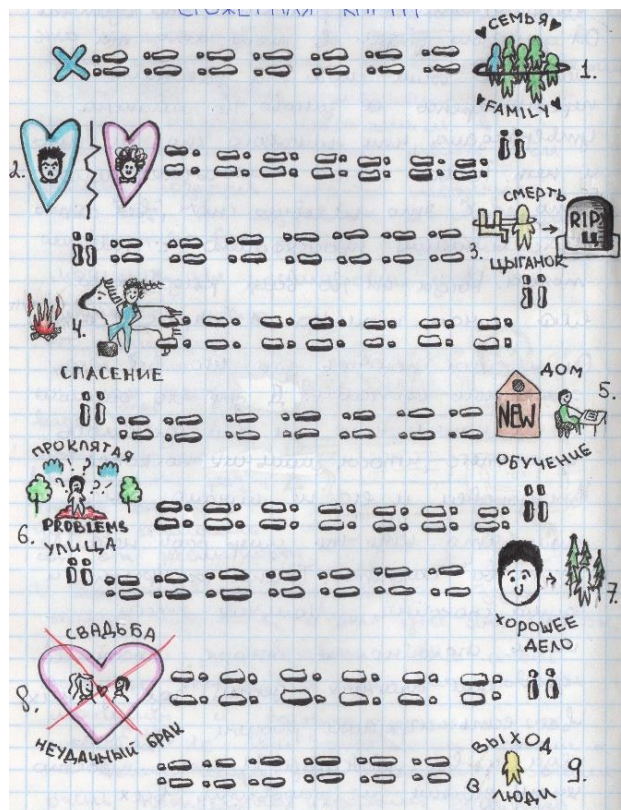 СЕМЬЯ
FAMILY
1.
2.
СМЕРТЬ
RIP
3.
ЦЫГАНОК
4.
СПАСЕНИЕ
ДОМ
5.
NEW
ОБУЧЕНИЕ
ПРОКЛЯТАЯ
? ? ?
PROBLEMS
6.
УЛИЦА
7.
ХОРОШЕЕ
ДЕЛО
СВАДЬБА
8.
НЕУДАЧНЫЙ БРАК
ВЫХОД
9.
В ЛЮДИ